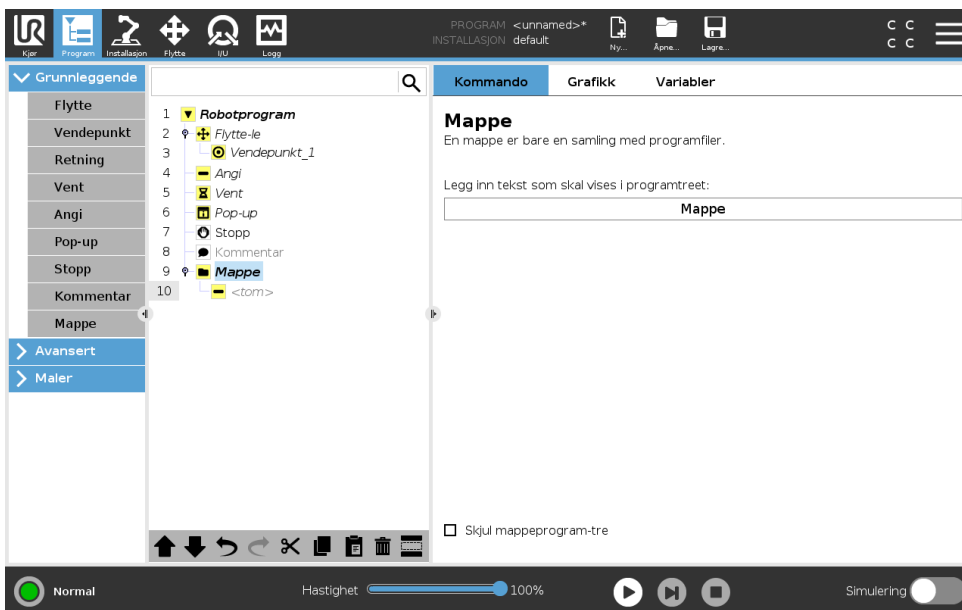 UR
Kjør
Program
Installasjon
Flytte
I/U
Logg
PROGRAM <unnamed>*
INSTALLASJON default
Ny...
Åpne...
Lagre...
C C
C C
Grunnleggende
Flytte
Vendepunkt
Retning
Vent
Angi
Pop-up
Stopp
Kommentar
Mappe
Avansert
Maler
1 Robotprogram
2 Flytte-le
3 Vendepunkt_1
4 Angi
5 Vent
6 Pop-up
7 Stopp
8 Kommentar
9 Mappe
10 <tom>
Kommando Grafikk Variabler
Mappe
En mappe er bare en samling med programfiler.
Legg inn tekst som skal vises i programtreet:
Mappe
Skjul mappeprogram-tre
Normal
Hastighet 100%
Simulering